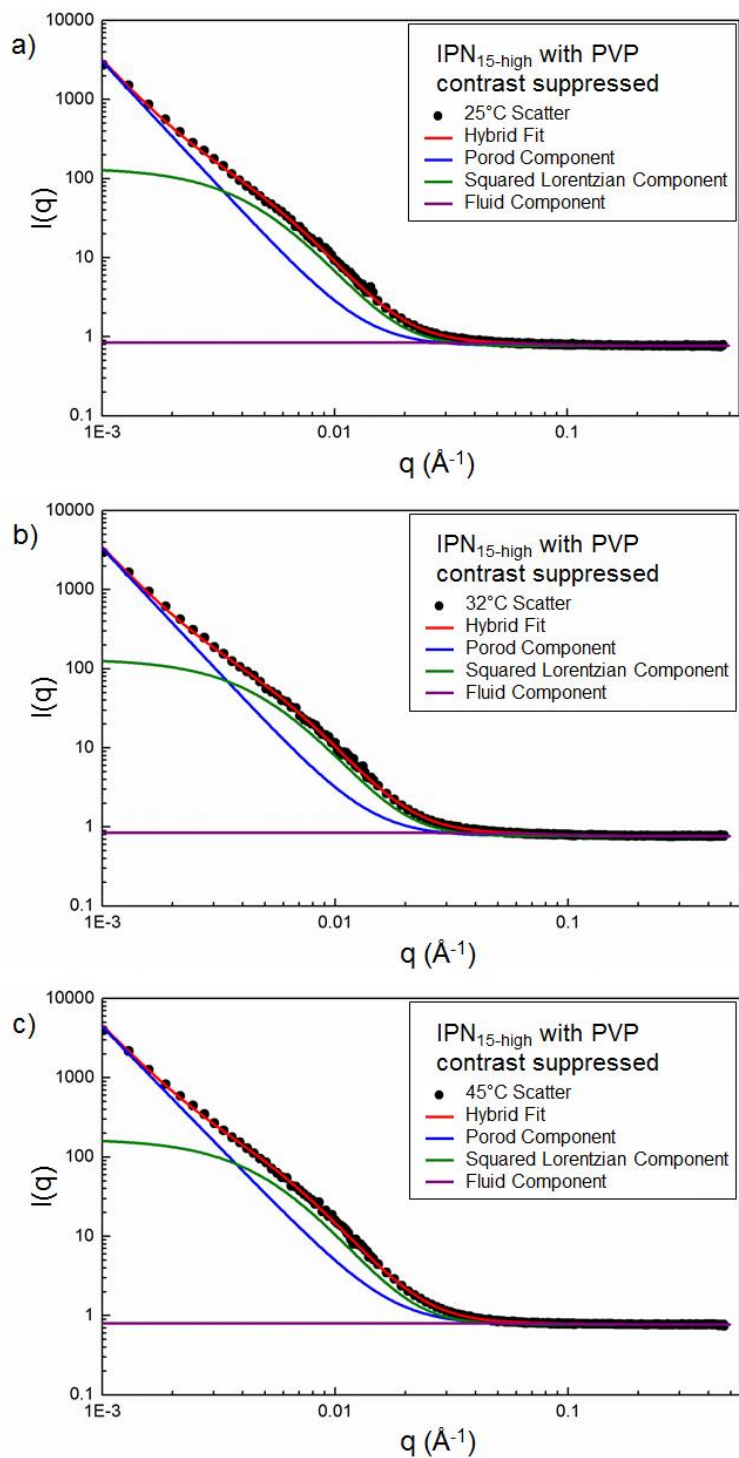 a)
10000
1000
100
10
1
0.1
I(q)
1E-3 0.01 0.1
q (Å⁻¹)
IPN₁₅₋ₕᵢgₕ with PVP
contrast suppressed
25°C Scatter
Hybrid Fit
Porod Component
Squared Lorentzian Component
Fluid Component
b)
10000
1000
100
10
1
0.1
I(q)
1E-3 0.01 0.1
q (Å⁻¹)
IPN₁₅₋ₕᵢgₕ with PVP
contrast suppressed
32°C Scatter
Hybrid Fit
Porod Component
Squared Lorentzian Component
Fluid Component
c)
10000
1000
100
10
1
0.1
I(q)
1E-3 0.01 0.1
q (Å⁻¹)
IPN₁₅₋ₕᵢgₕ with PVP
contrast suppressed
45°C Scatter
Hybrid Fit
Porod Component
Squared Lorentzian Component
Fluid Component